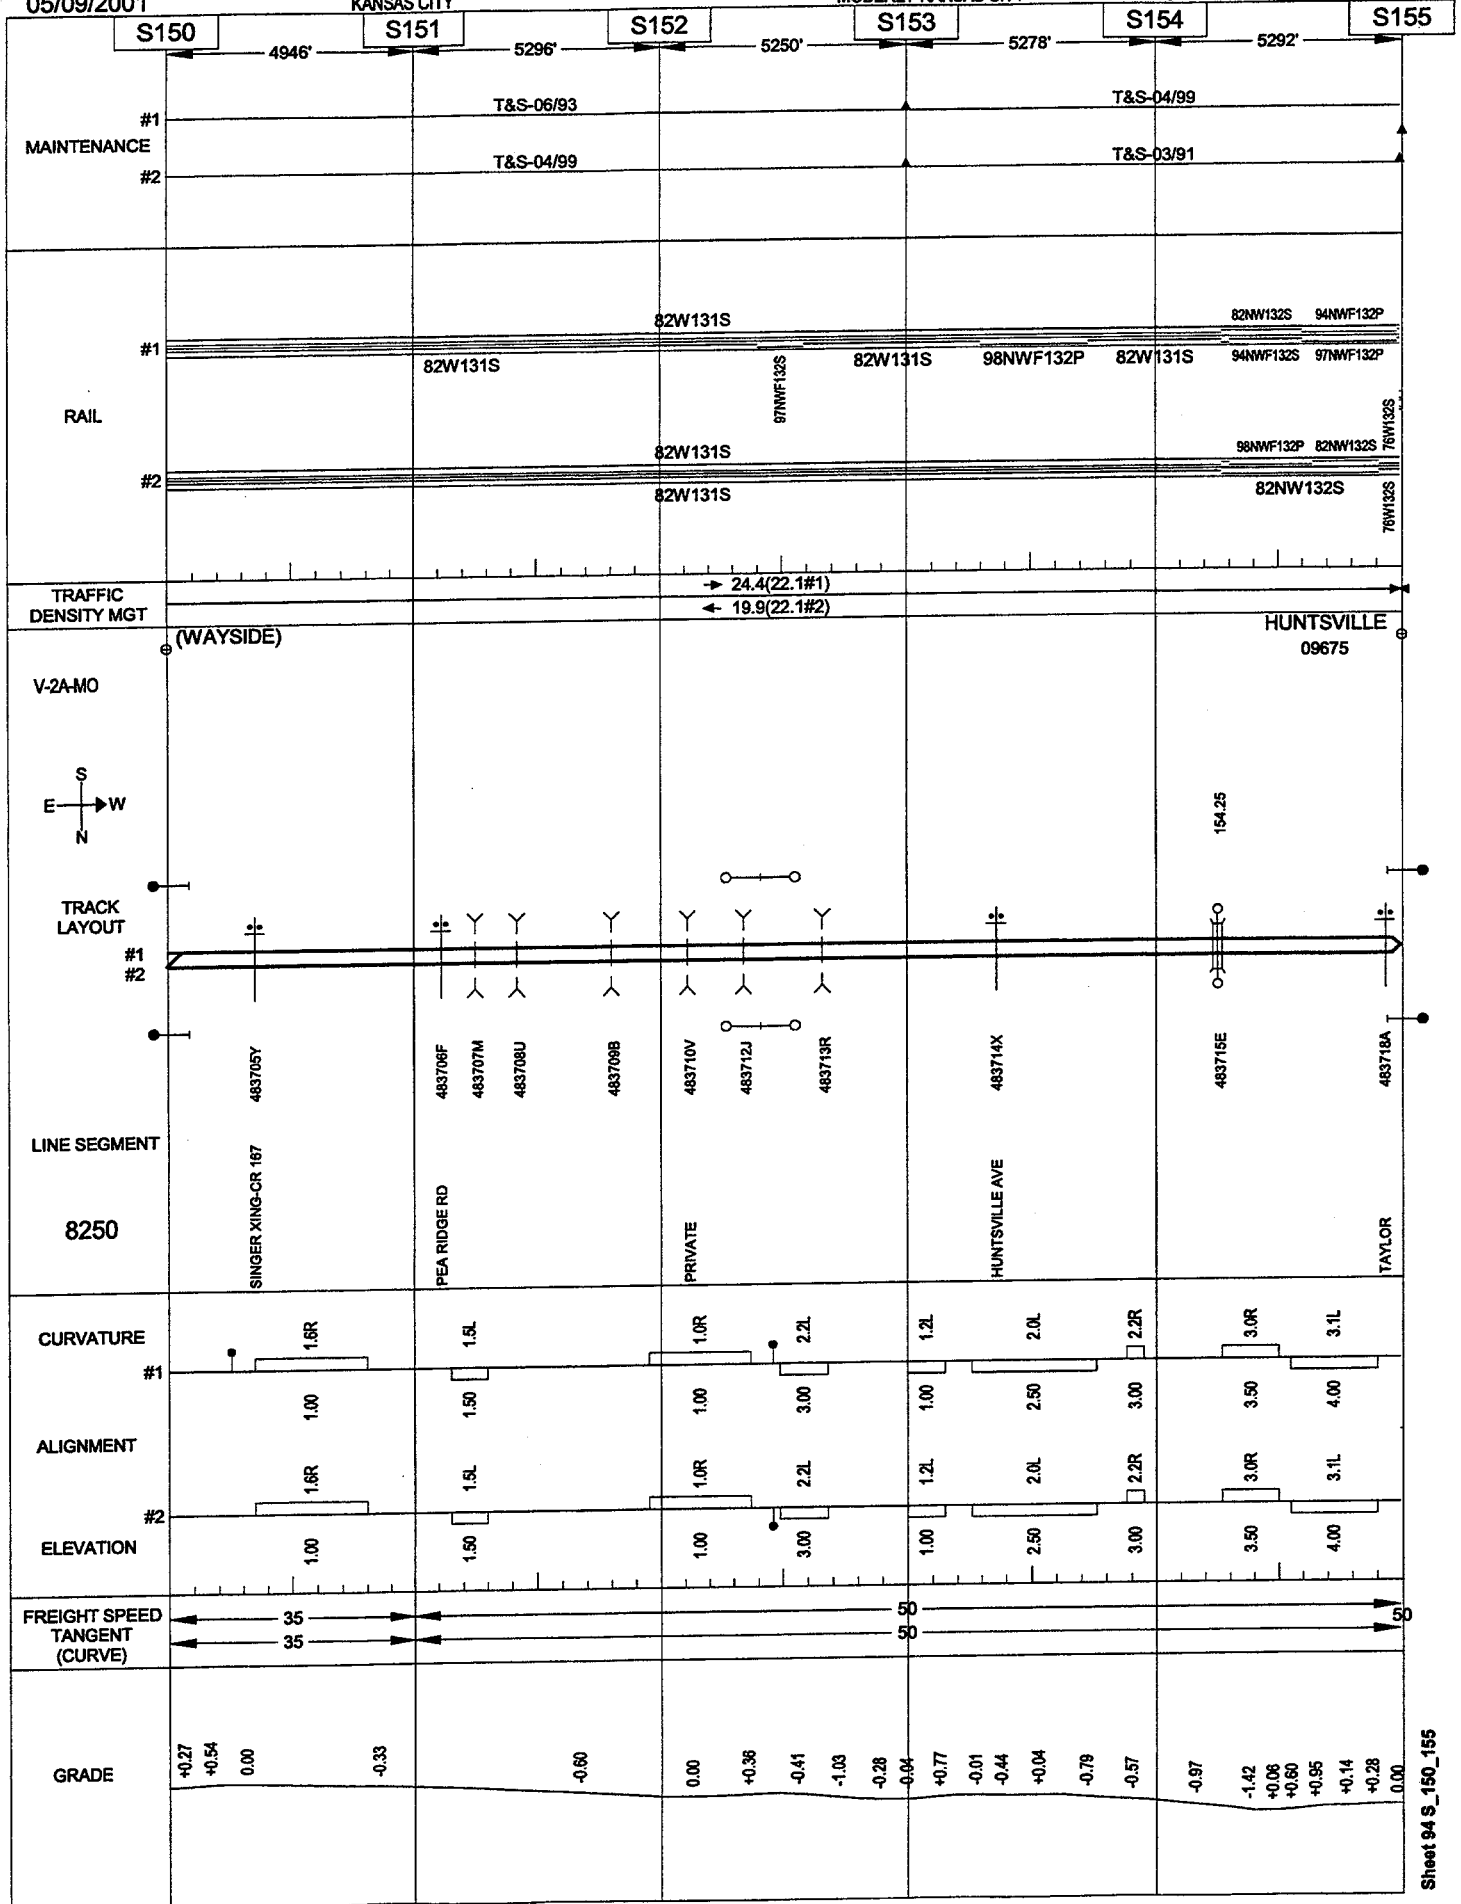 05/09/2001
KANSAS CITY
S150
S151
S152
S153
S154
S155
4946'
5296'
5250'
5278'
5292'
MAINTENANCE
#1
T&S-06/93
T&S-04/99
#2
T&S-04/99
T&S-03/91
RAIL
#1
82W131S
82NW132S
94NWF132P
82W131S
97NWF132S
82W131S
98NWF132P
82W131S
94NWF132S
97NWF132P
#2
82W131S
98NWF132P
82NW132S
76W132S
82W131S
82NW132S
76W132S
TRAFFIC
DENSITY MGT
24.4(22.1#1)
19.9(22.1#2)
(WAYSIDE)
HUNTSVILLE
09675
V-2A-MO
S
E
W
N
154.25
TRACK
LAYOUT
#1
#2
483705Y
483706F
483707M
483708U
483709B
483710V
483712J
483713R
483714X
483715E
483718A
LINE SEGMENT
8250
SINGER XING-CR 167
PEA RIDGE RD
PRIVATE
HUNTSVILLE AVE
TAYLOR
CURVATURE
#1
1.6R
1.5L
1.0R
2.2L
1.2L
2.0L
2.2R
3.0R
3.1L
1.00
1.50
1.00
3.00
1.00
2.50
3.00
3.50
4.00
ALIGNMENT
1.6R
1.5L
1.0R
2.2L
1.2L
2.0L
2.2R
3.0R
3.1L
#2
ELEVATION
1.00
1.50
1.00
3.00
1.00
2.50
3.00
3.50
4.00
FREIGHT SPEED
TANGENT
(CURVE)
35
50
50
35
50
GRADE
+0.27
+0.54
0.00
-0.33
-0.60
0.00
+0.36
-0.41
-1.03
-0.28
-0.04
+0.77
-0.01
-0.44
+0.04
-0.79
-0.57
-0.97
-1.42
+0.06
+0.60
+0.95
+0.14
+0.28
0.00
Sheet 94 S_150_155